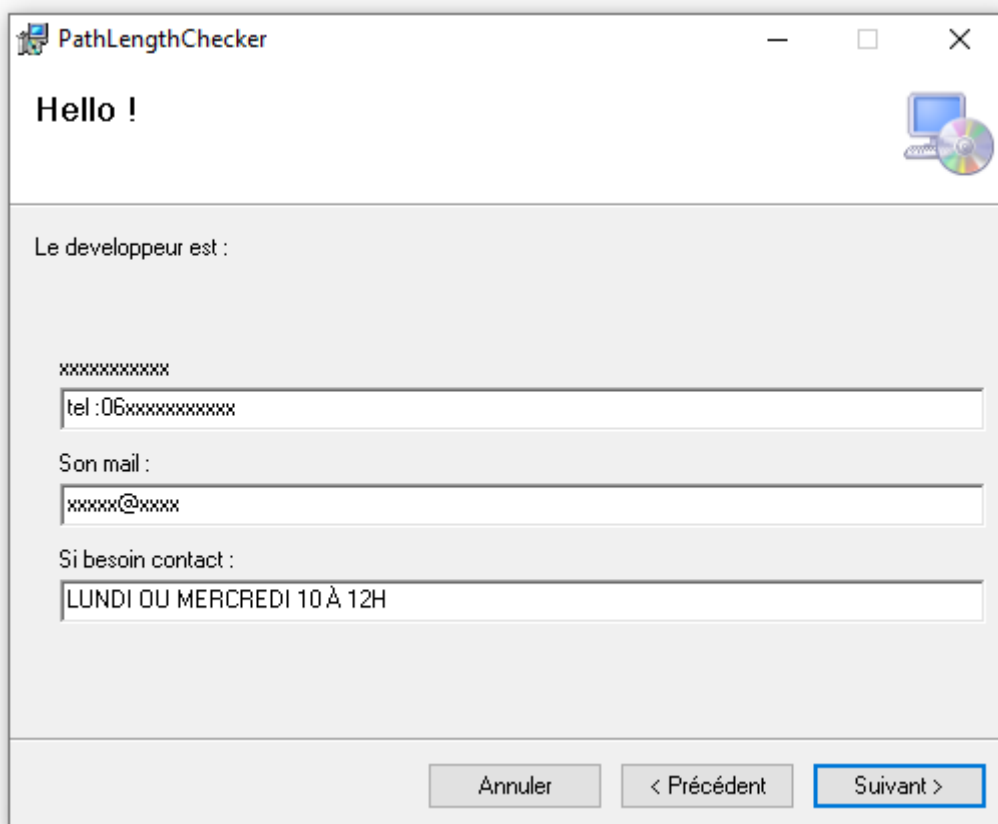 PathLengthChecker
Hello !
Le developpeur est :
xxxxxxxxxxx
tel :06xxxxxxxxxxx
Son mail :
xxxxx@xxxx
Si besoin contact :
LUNDI OU MERCREDI 10 À 12H
Annuler
< Précédent
Suivant >